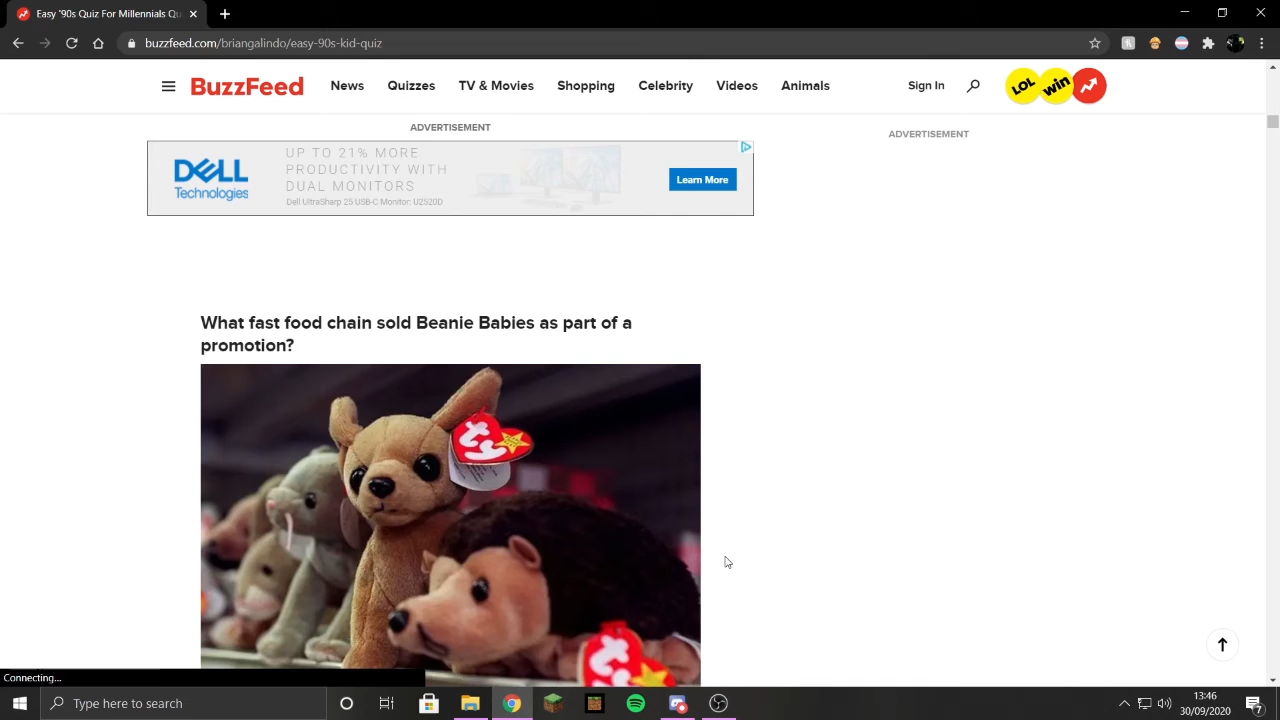 Easy '90s Quiz For Millennials Qu
buzzfeed.com/briangalindo/easy-90s-kid-quiz
BuzzFeed
News
Quizzes
TV & Movies
Shopping
Celebrity
Videos
Animals
Sign In
LOL
win
ADVERTISEMENT
ADVERTISEMENT
DELL
Technologies
UP TO 21% MORE
PRODUCTIVITY WITH
DUAL MONITORS
Dell UltraSharp 25 USB-C Monitor: U2520D
Learn More
What fast food chain sold Beanie Babies as part of a
promotion?
ty
ty
Connecting...
Type here to search
13:46
30/09/2020
7